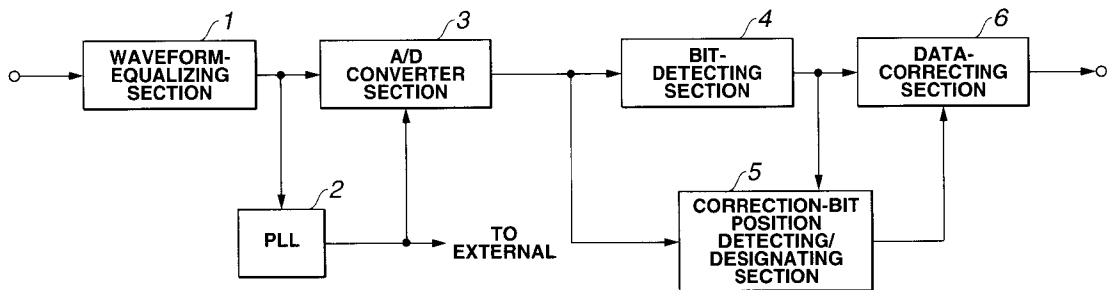 1
WAVEFORM-
EQUALIZING
SECTION
3
A/D
CONVERTER
SECTION
4
BIT-
DETECTING
SECTION
6
DATA-
CORRECTING
SECTION
2
PLL
TO
EXTERNAL
5
CORRECTION-BIT
POSITION
DETECTING/
DESIGNATING
SECTION